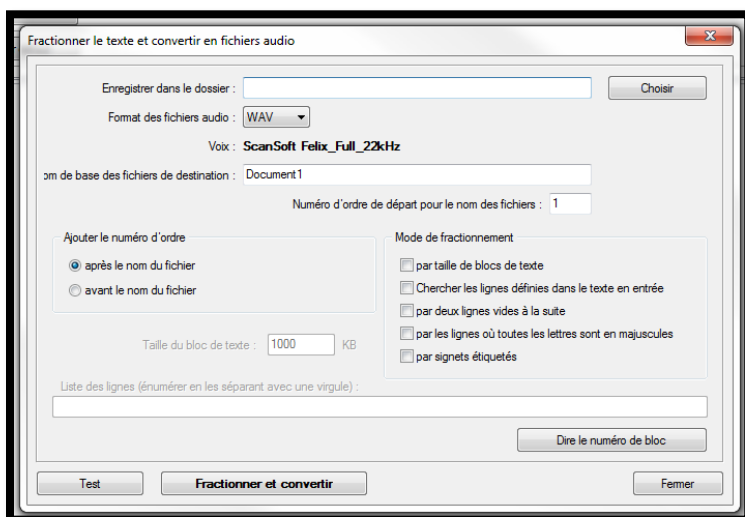 Fractionner le texte et convertir en fichiers audio
Enregistrer dans le dossier :
Choisir
Format des fichiers audio : WAV
Voix : ScanSoft Felix_Full_22kHz
om de base des fichiers de destination : Document1
Numéro d'ordre de départ pour le nom des fichiers : 1
Ajouter le numéro d'ordre
après le nom du fichier
avant le nom du fichier
Mode de fractionnement
par taille de blocs de texte
Chercher les lignes définies dans le texte en entrée
par deux lignes vides à la suite
par les lignes où toutes les lettres sont en majuscules
par signets étiquetés
Taille du bloc de texte : 1000 KB
Liste des lignes (énumérer en les séparant avec une virgule) :
Dire le numéro de bloc
Test
Fractionner et convertir
Fermer